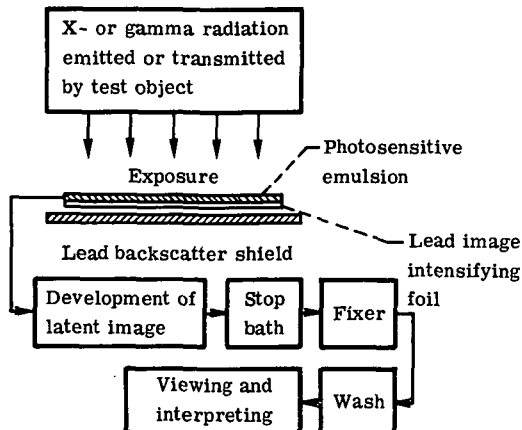 X- or gamma radiation
emitted or transmitted
by test object
Exposure
Photosensitive
emulsion
Lead backscatter shield
Lead image
intensifying
foil
Development of
latent image
Stop
bath
Fixer
Viewing and
interpreting
Wash